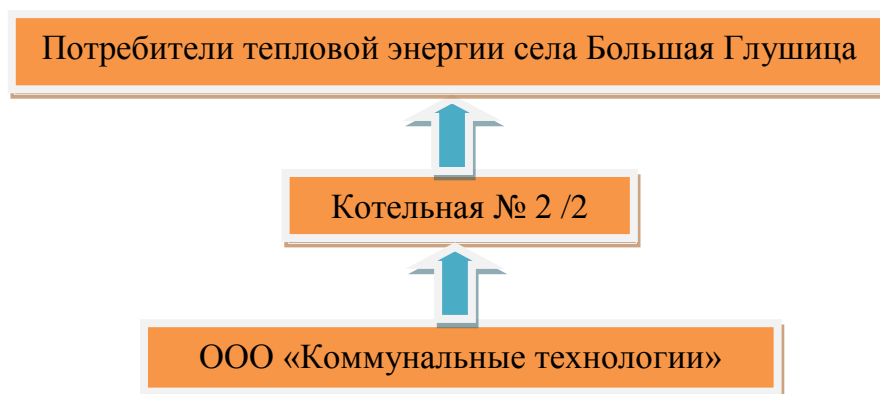 Потребители тепловой энергии села Большая Глушица
Котельная № 2 /2
ООО «Коммунальные технологии»